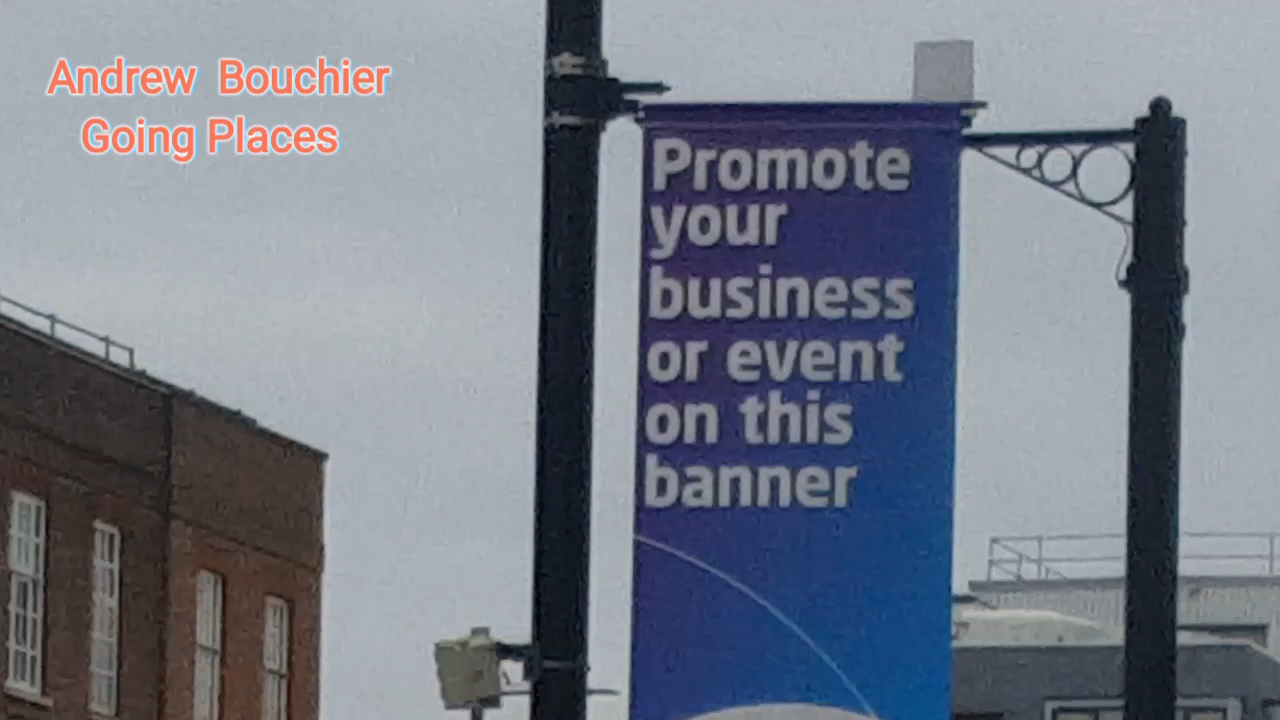 Andrew Bouchier
Going Places
Promote
your
business
or event
on this
banner